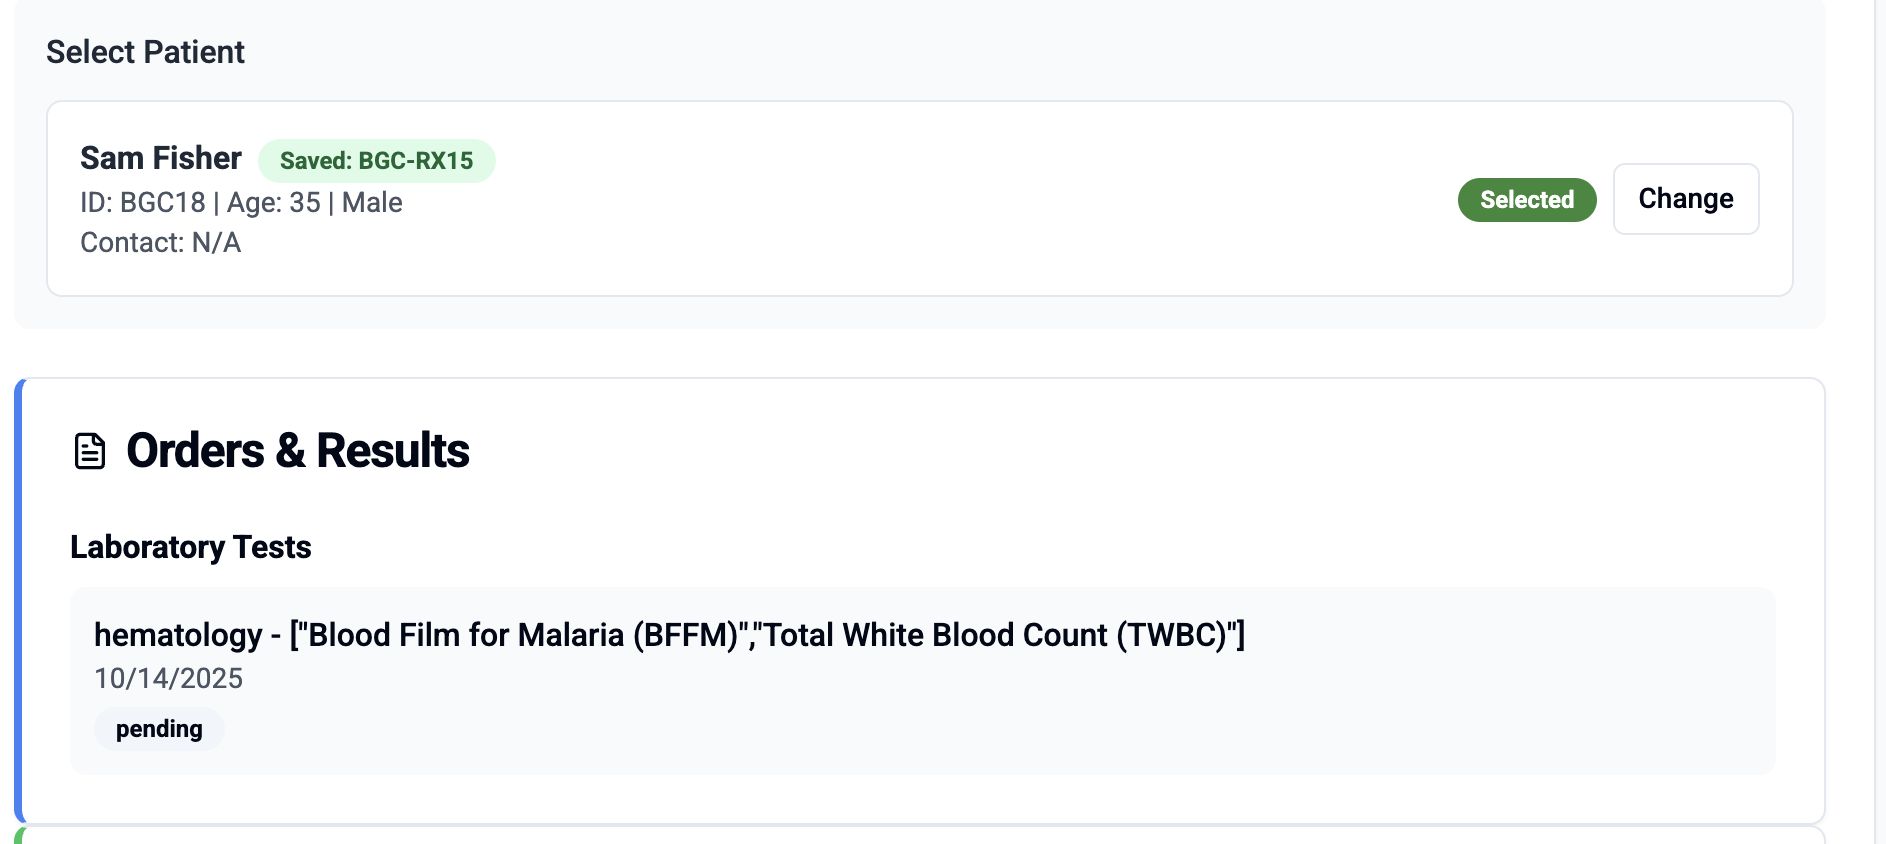 Select Patient
Sam Fisher Saved: BGC-RX15
ID: BGC18 | Age: 35 | Male
Contact: N/A
Selected
Change
Orders & Results
Laboratory Tests
hematology - ["Blood Film for Malaria (BFFM)","Total White Blood Count (TWBC)"]
10/14/2025
pending